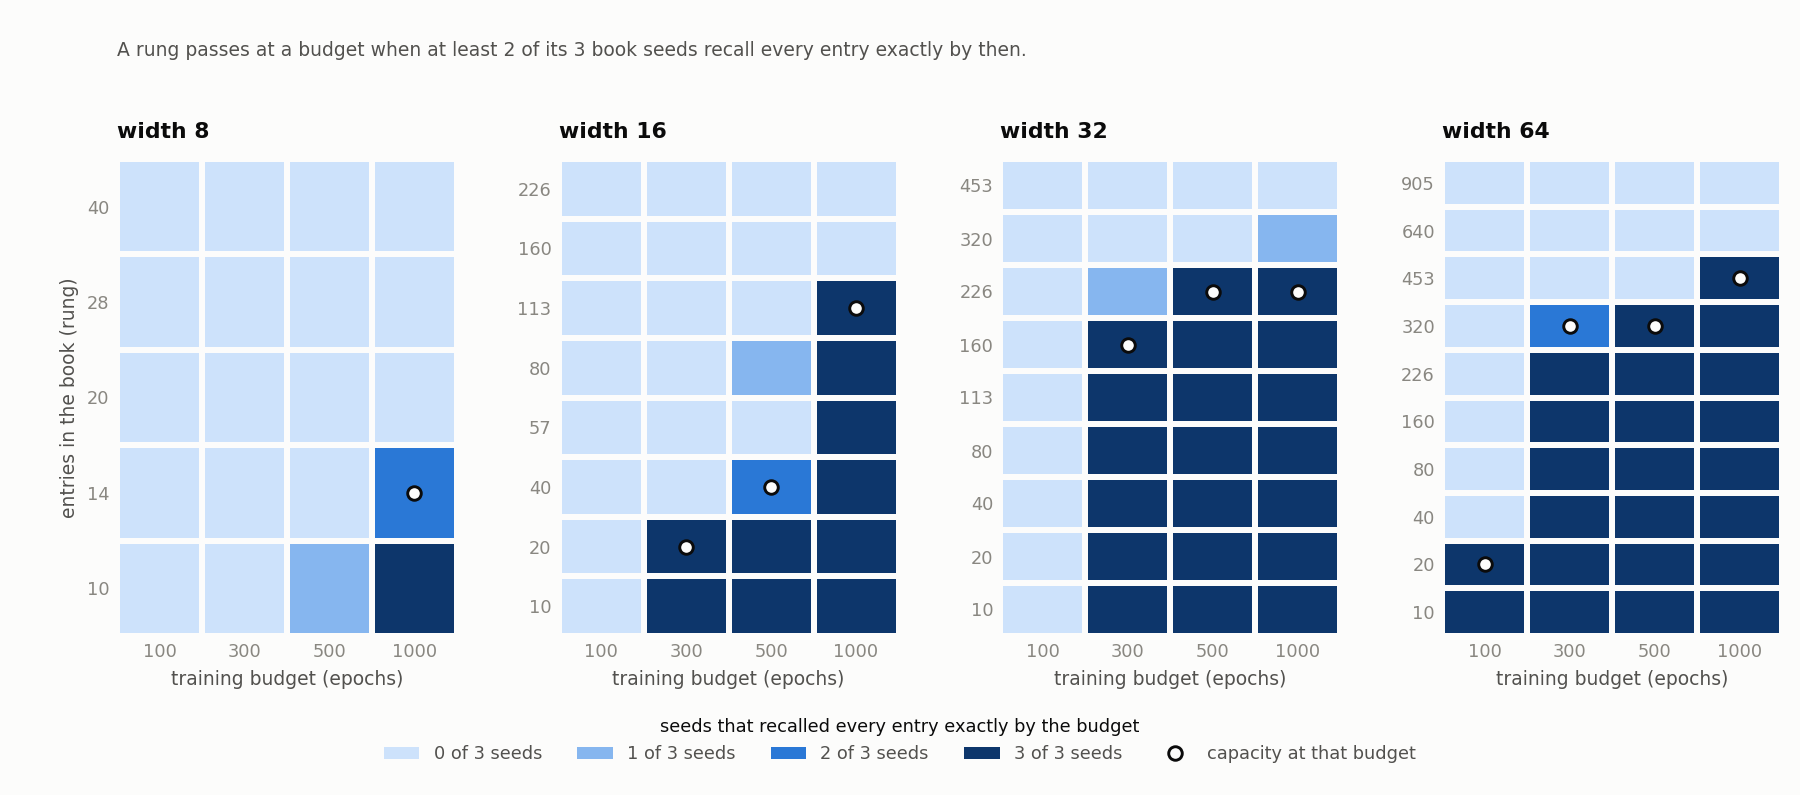 A rung passes at a budget when at least 2 of its 3 book seeds recall every entry exactly by then.
width 8
width 16
width 32
width 64
entries in the book (rung)
40
28
20
14
10
100 300 500 1000
training budget (epochs)
226
160
113
80
57
40
20
10
100 300 500 1000
training budget (epochs)
453
320
226
160
113
80
40
20
10
100 300 500 1000
training budget (epochs)
905
640
453
320
226
160
80
40
20
10
100 300 500 1000
training budget (epochs)
seeds that recalled every entry exactly by the budget
0 of 3 seeds 1 of 3 seeds 2 of 3 seeds 3 of 3 seeds capacity at that budget